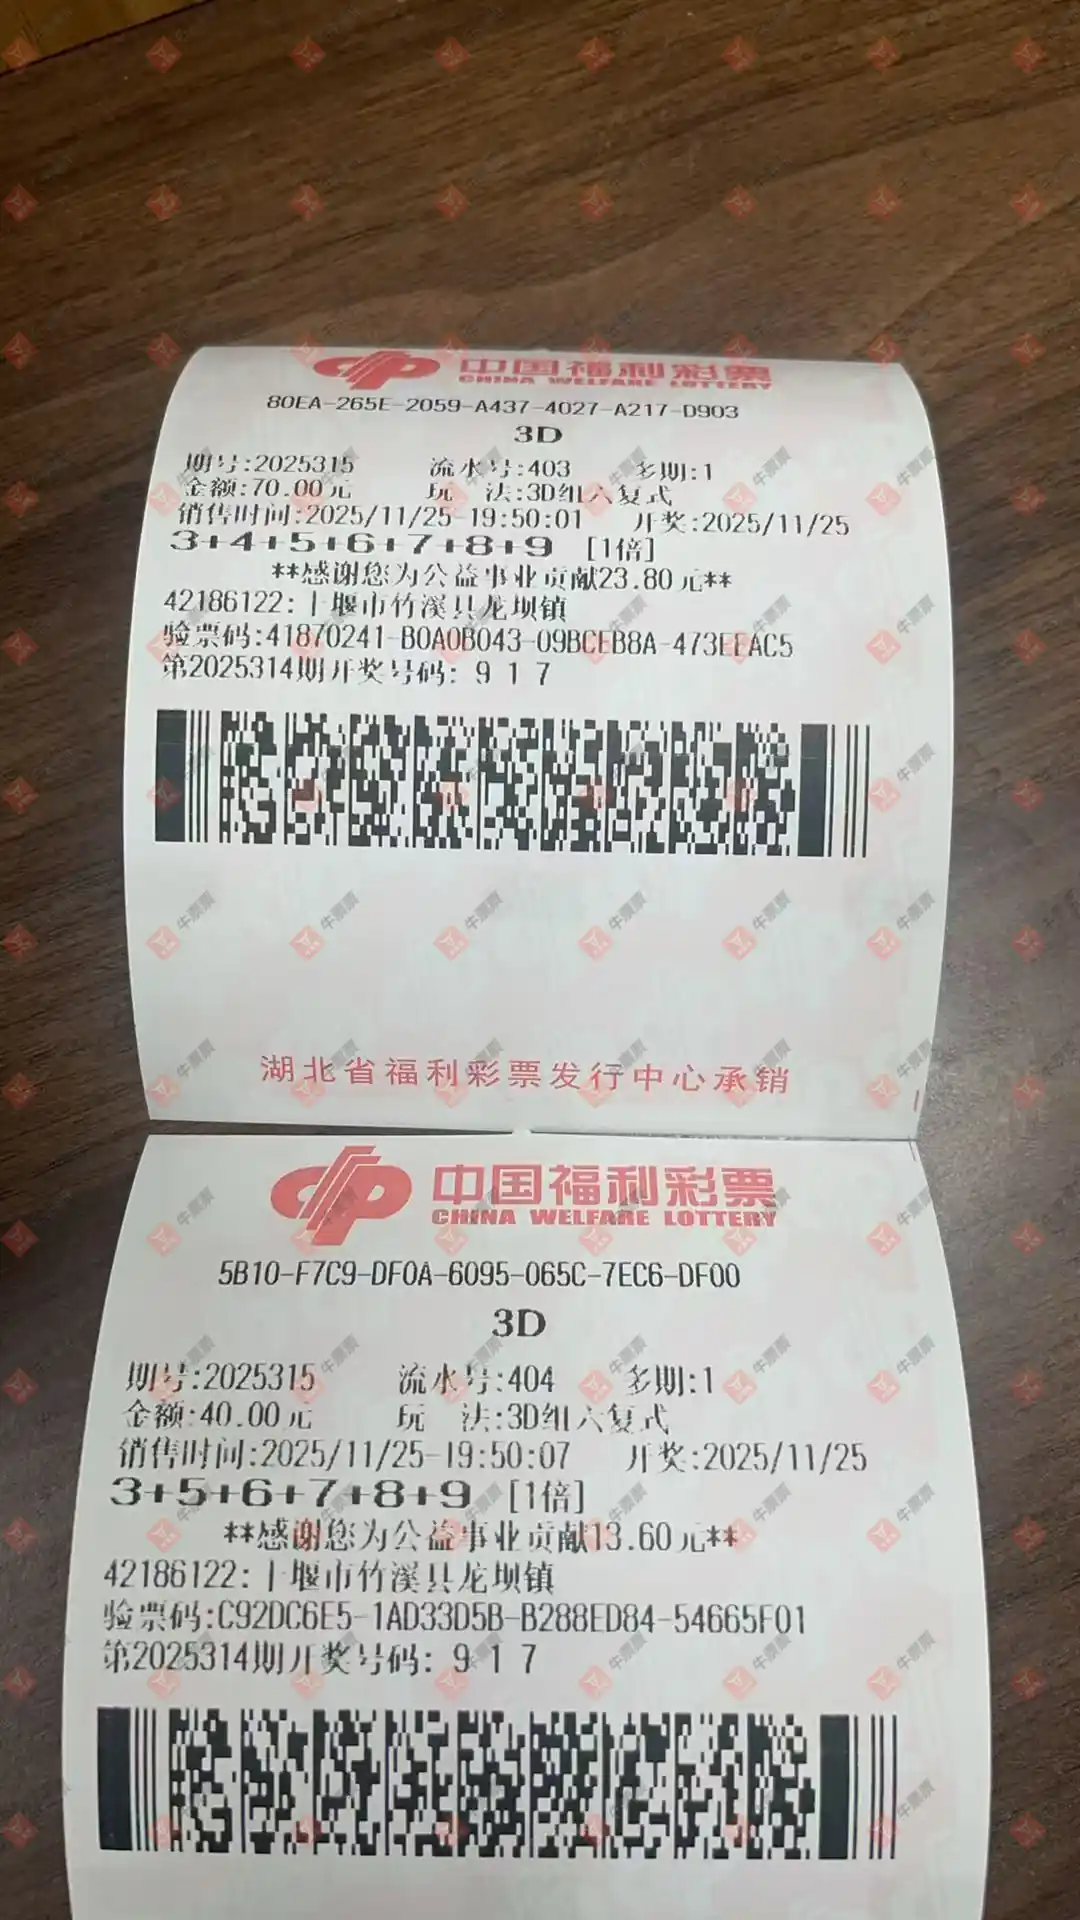 中国福利彩票
CHINA WELFARE LOTTERY
80EA-265E-2059-A437-4027-A217-D903
3D
期号:2025315 流水号:403 多期:1
金额:70.00元 玩 法:3D组六复式
销售时间:2025/11/25-19:50:01 开奖:2025/11/25
3+4+5+6+7+8+9 [1倍]
**感谢您为公益事业贡献23.80元**
42186122:十堰市竹溪县龙坝镇
验票码:41870241-B0A0B043-09BCEB8A-473EEAC5
第2025314期开奖号码: 9 1 7
湖北省福利彩票发行中心承销
中国福利彩票
CHINA WELFARE LOTTERY
5B10-F7C9-DF0A-6095-065C-7EC6-DF00
3D
期号:2025315 流水号:404 多期:1
金额:40.00元 玩 法:3D组六复式
销售时间:2025/11/25-19:50:07 开奖:2025/11/25
3+5+6+7+8+9 [1倍]
**感谢您为公益事业贡献13.60元**
42186122:十堰市竹溪县龙坝镇
验票码:C92DC6E5-1AD33D5B-B288ED84-54665F01
第2025314期开奖号码: 9 1 7
牛票票